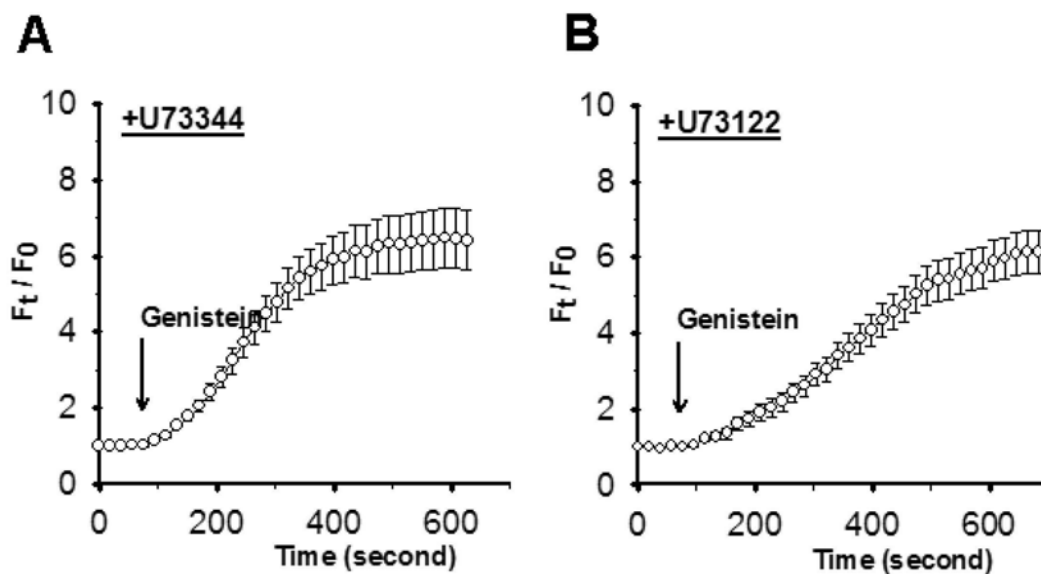 A
B
10
8
6
4
2
0
Ft / F0
+U73344
Genistein
0 200 400 600
Time (second)
10
8
6
4
2
0
Ft / F0
+U73122
Genistein
0 200 400 600
Time (second)